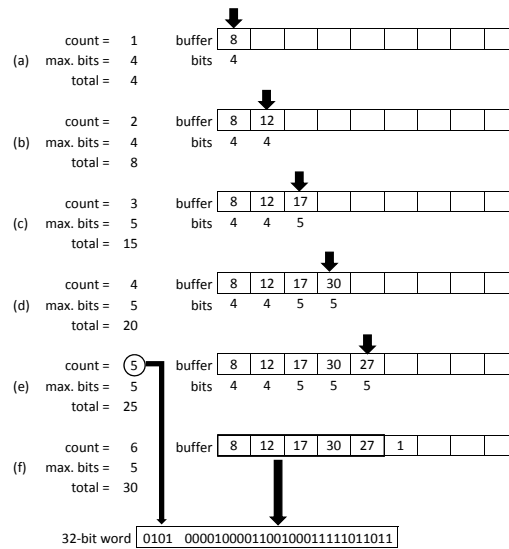 count = 1 buffer 8
(a) max. bits = 4 bits 4
total = 4
count = 2 buffer 8 12
(b) max. bits = 4 bits 4 4
total = 8
count = 3 buffer 8 12 17
(c) max. bits = 5 bits 4 4 5
total = 15
count = 4 buffer 8 12 17 30
(d) max. bits = 5 bits 4 4 5 5
total = 20
count = 5 buffer 8 12 17 30 27
(e) max. bits = 5 bits 4 4 5 5 5
total = 25
count = 6 buffer 8 12 17 30 27 1
(f) max. bits = 5
total = 30
32-bit word 0101 0000100001100100011111011011